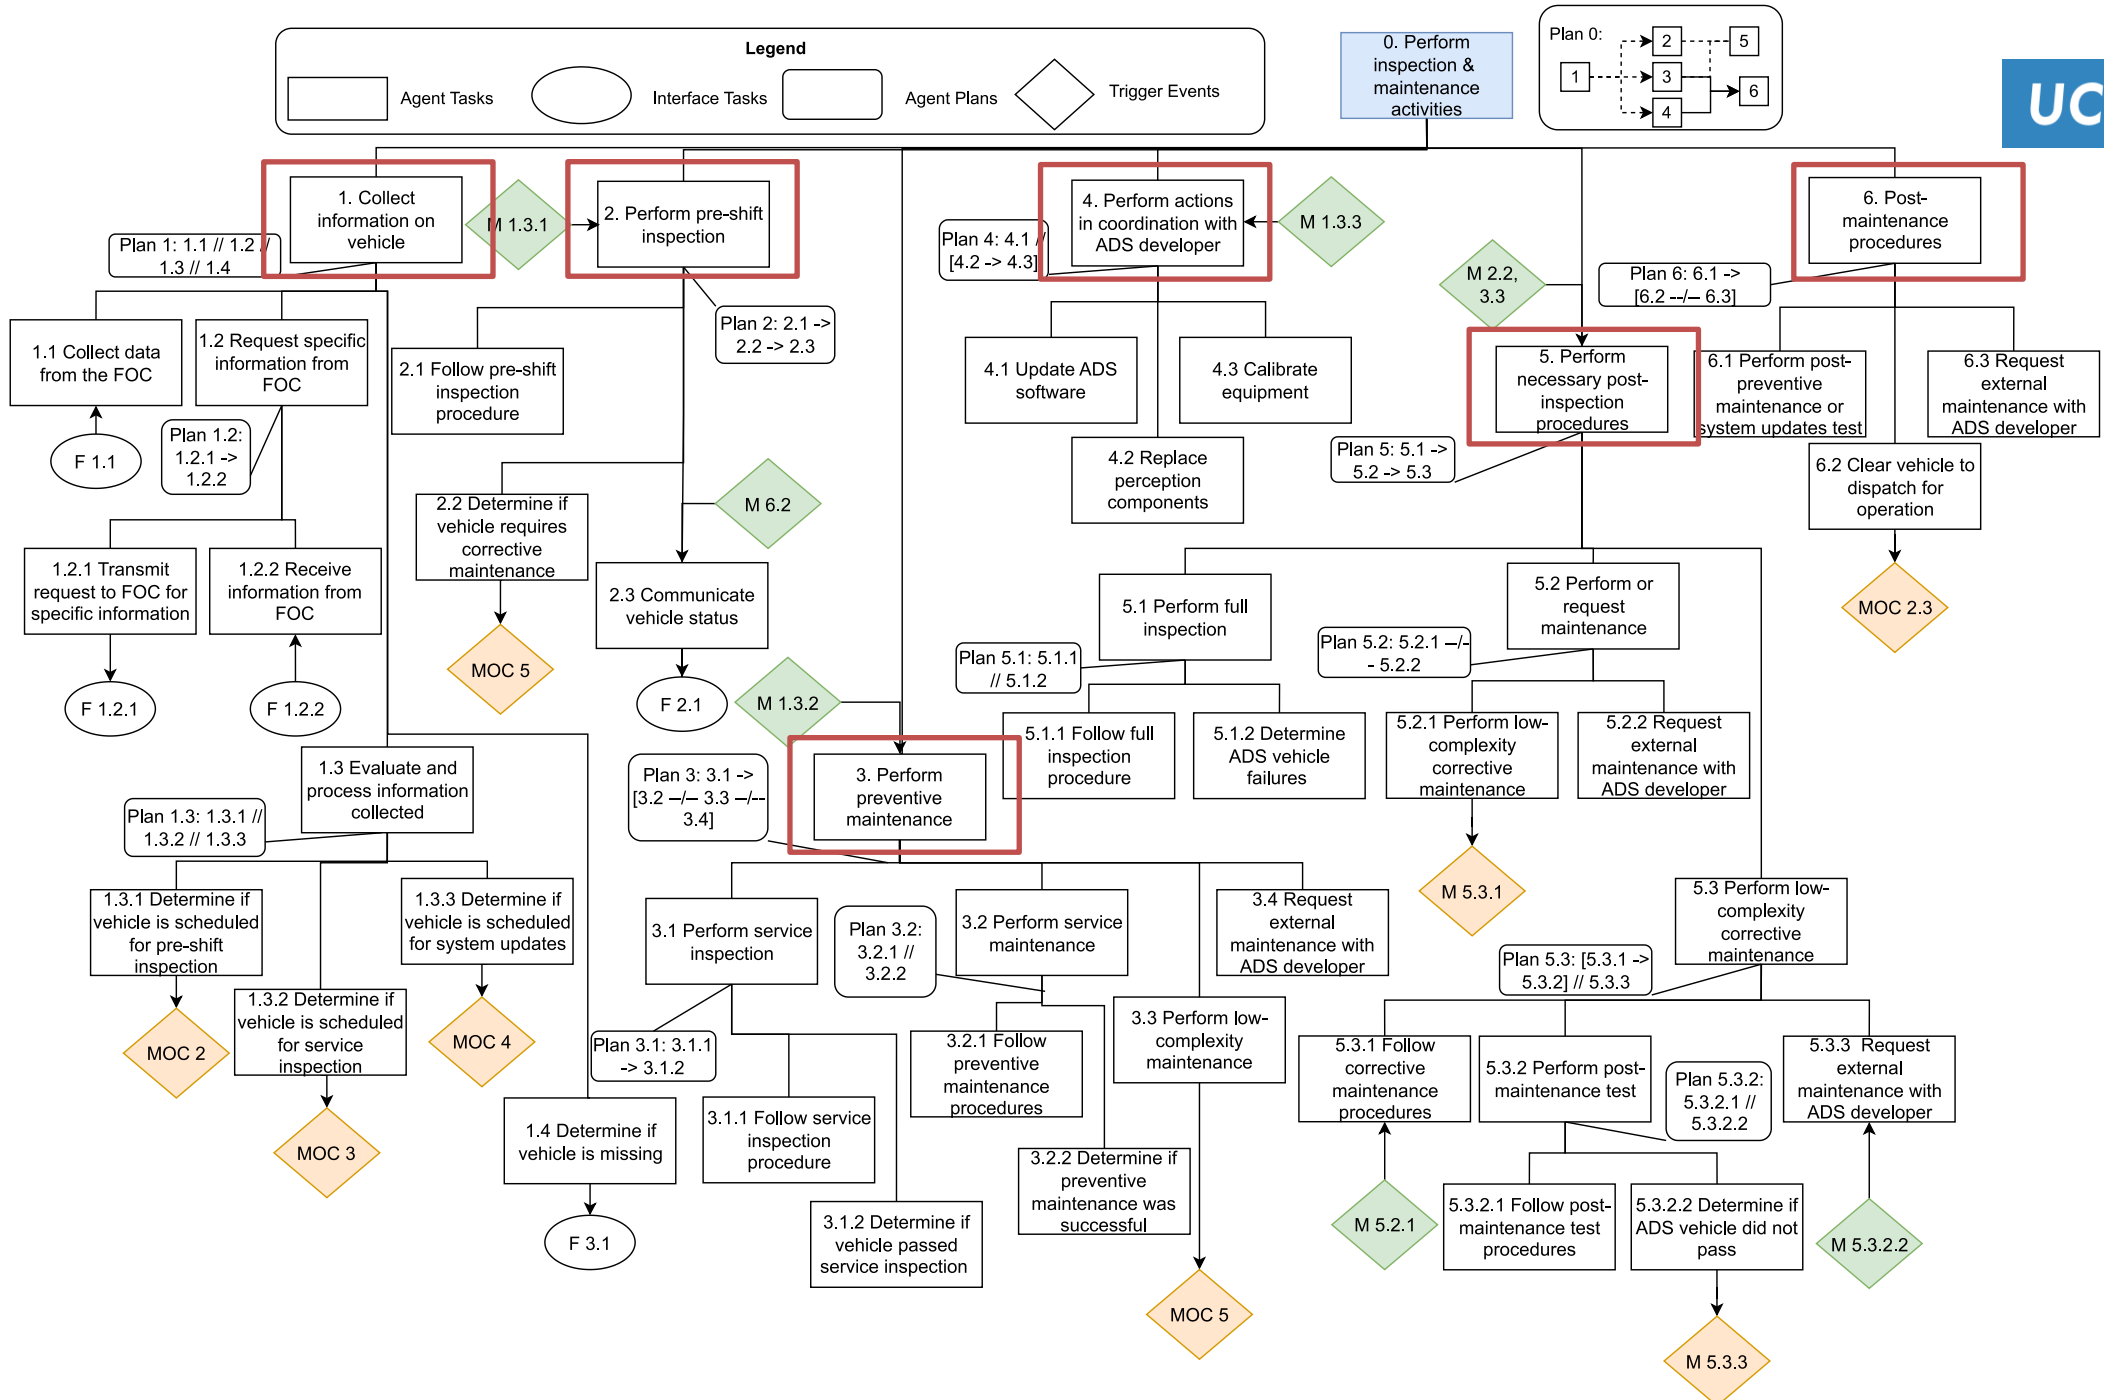 Legend
Agent Tasks
Interface Tasks
Agent Plans
Trigger Events
0. Perform
inspection &
maintenance
activities
Plan 0:
1
2
3
4
5
6
UC
1. Collect
information on
vehicle
Plan 1: 1.1 // 1.2 //
1.3 // 1.4
M 1.3.1
2. Perform pre-shift
inspection
Plan 2: 2.1 ->
2.2 -> 2.3
4. Perform actions
in coordination with
ADS developer
Plan 4: 4.1 //
[4.2 -> 4.3]
M 1.3.3
M 2.2,
3.3
6. Post-
maintenance
procedures
Plan 6: 6.1 ->
[6.2 --/-- 6.3]
1.1 Collect data
from the FOC
F 1.1
1.2 Request specific
information from
FOC
Plan 1.2:
1.2.1 ->
1.2.2
2.1 Follow pre-shift
inspection
procedure
4.1 Update ADS
software
4.3 Calibrate
equipment
4.2 Replace
perception
components
5. Perform
necessary post-
inspection
procedures
Plan 5: 5.1 ->
5.2 -> 5.3
6.1 Perform post-
preventive
maintenance or
system updates test
6.3 Request
external
maintenance with
ADS developer
6.2 Clear vehicle to
dispatch for
operation
MOC 2.3
1.2.1 Transmit
request to FOC for
specific information
F 1.2.1
1.2.2 Receive
information from
FOC
F 1.2.2
2.2 Determine if
vehicle requires
corrective
maintenance
MOC 5
M 6.2
2.3 Communicate
vehicle status
F 2.1
5.1 Perform full
inspection
Plan 5.1: 5.1.1
// 5.1.2
5.1.1 Follow full
inspection
procedure
5.1.2 Determine
ADS vehicle
failures
5.2 Perform or
request
maintenance
Plan 5.2: 5.2.1 –/-
- 5.2.2
5.2.1 Perform low-
complexity
corrective
maintenance
5.2.2 Request
external
maintenance with
ADS developer
M 5.3.1
M 1.3.2
3. Perform
preventive
maintenance
Plan 3: 3.1 ->
[3.2 –/-- 3.3 –/--
3.4]
1.3 Evaluate and
process information
collected
Plan 1.3: 1.3.1 //
1.3.2 // 1.3.3
1.3.1 Determine if
vehicle is scheduled
for pre-shift
inspection
MOC 2
1.3.2 Determine if
vehicle is scheduled
for service
inspection
MOC 3
1.3.3 Determine if
vehicle is scheduled
for system updates
MOC 4
1.4 Determine if
vehicle is missing
F 3.1
3.1 Perform service
inspection
Plan 3.1: 3.1.1
-> 3.1.2
3.1.1 Follow service
inspection
procedure
3.1.2 Determine if
vehicle passed
service inspection
3.2 Perform service
maintenance
Plan 3.2:
3.2.1 //
3.2.2
3.2.1 Follow
preventive
maintenance
procedures
3.2.2 Determine if
preventive
maintenance was
successful
3.4 Request
external
maintenance with
ADS developer
3.3 Perform low-
complexity
maintenance
MOC 5
5.3 Perform low-
complexity
corrective
maintenance
Plan 5.3: [5.3.1 ->
5.3.2] // 5.3.3
5.3.1 Follow
corrective
maintenance
procedures
M 5.2.1
5.3.2 Perform post-
maintenance test
Plan 5.3.2:
5.3.2.1 //
5.3.2.2
5.3.3 Request
external
maintenance with
ADS developer
M 5.3.2.2
5.3.2.1 Follow post-
maintenance test
procedures
5.3.2.2 Determine if
ADS vehicle did not
pass
M 5.3.3